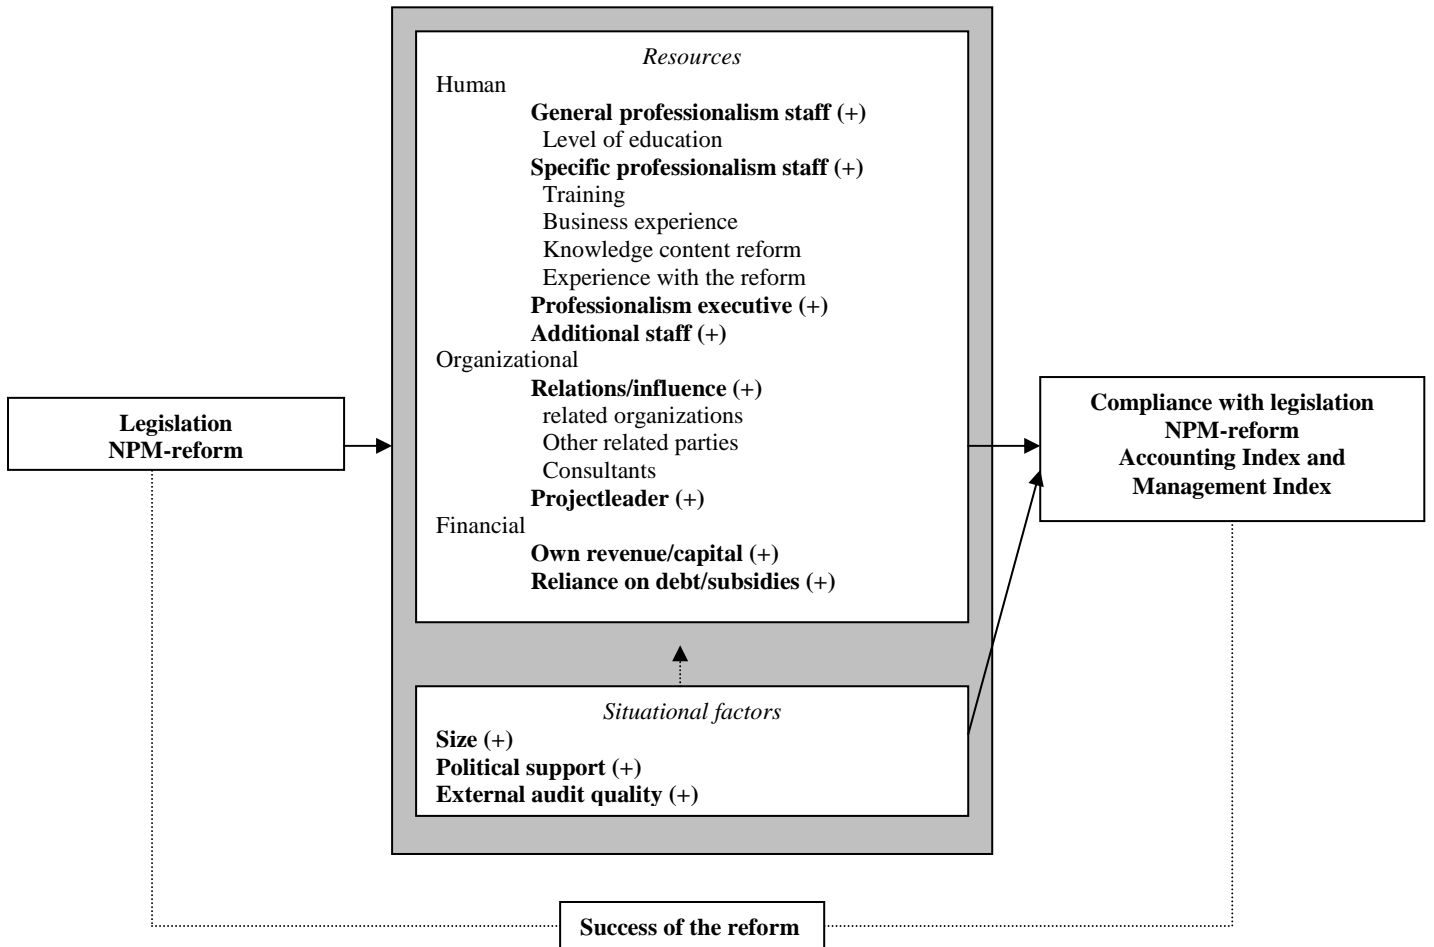 Resources
Human
General professionalism staff (+)
Level of education
Specific professionalism staff (+)
Training
Business experience
Knowledge content reform
Experience with the reform
Professionalism executive (+)
Additional staff (+)
Organizational
Relations/influence (+)
related organizations
Other related parties
Consultants
Projectleader (+)
Financial
Own revenue/capital (+)
Reliance on debt/subsidies (+)
Legislation
NPM-reform
Compliance with legislation
NPM-reform
Accounting Index and
Management Index
Situational factors
Size (+)
Political support (+)
External audit quality (+)
Success of the reform